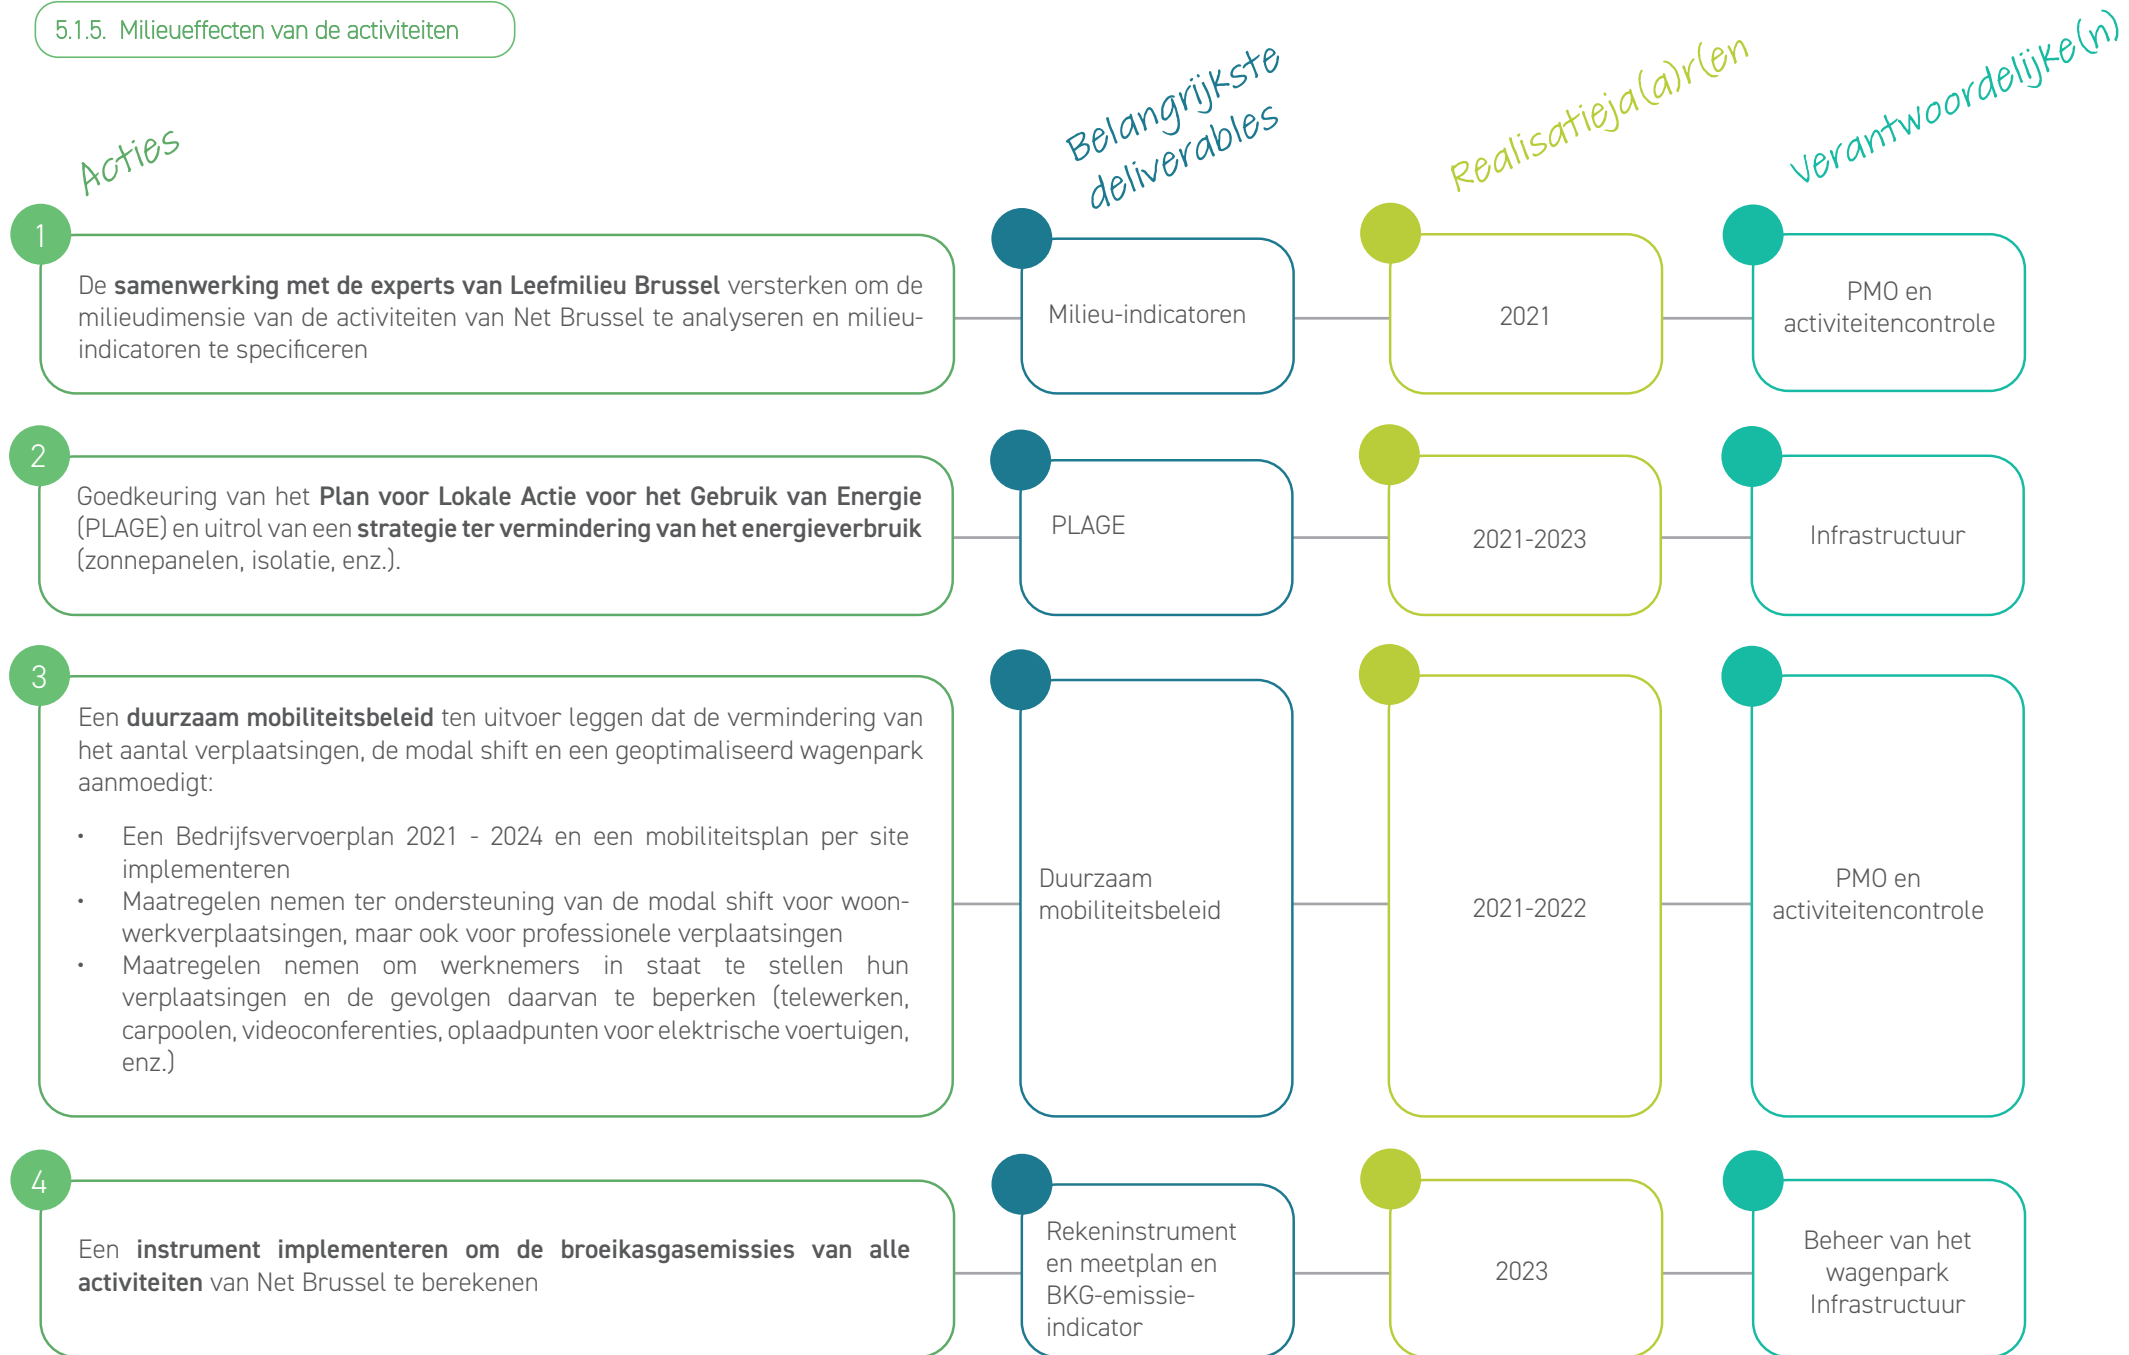 5.1.5. Milieueffecten van de activiteiten
Acties
Belangrijkste
deliverables
Realisatieja(a)r(en
Verantwoordelijke(n)
1
De samenwerking met de experts van Leefmilieu Brussel versterken om de
milieudimensie van de activiteiten van Net Brussel te analyseren en milieu-
indicatoren te specificeren
Milieu-indicatoren
2021
PMO en
activiteitencontrole
2
Goedkeuring van het Plan voor Lokale Actie voor het Gebruik van Energie
(PLAGE) en uitrol van een strategie ter vermindering van het energieverbruik
(zonnepanelen, isolatie, enz.).
PLAGE
2021-2023
Infrastructuur
3
Een duurzaam mobiliteitsbeleid ten uitvoer leggen dat de vermindering van
het aantal verplaatsingen, de modal shift en een geoptimaliseerd wagenpark
aanmoedigt:
• Een Bedrijfsvervoerplan 2021 - 2024 en een mobiliteitsplan per site
implementeren
• Maatregelen nemen ter ondersteuning van de modal shift voor woon-
werkverplaatsingen, maar ook voor professionele verplaatsingen
• Maatregelen nemen om werknemers in staat te stellen hun
verplaatsingen en de gevolgen daarvan te beperken (telewerken,
carpoolen, videoconferenties, oplaadpunten voor elektrische voertuigen,
enz.)
Duurzaam
mobiliteitsbeleid
2021-2022
PMO en
activiteitencontrole
4
Een instrument implementeren om de broeikasgasemissies van alle
activiteiten van Net Brussel te berekenen
Rekeninstrument
en meetplan en
BKG-emissie-
indicator
2023
Beheer van het
wagenpark
Infrastructuur